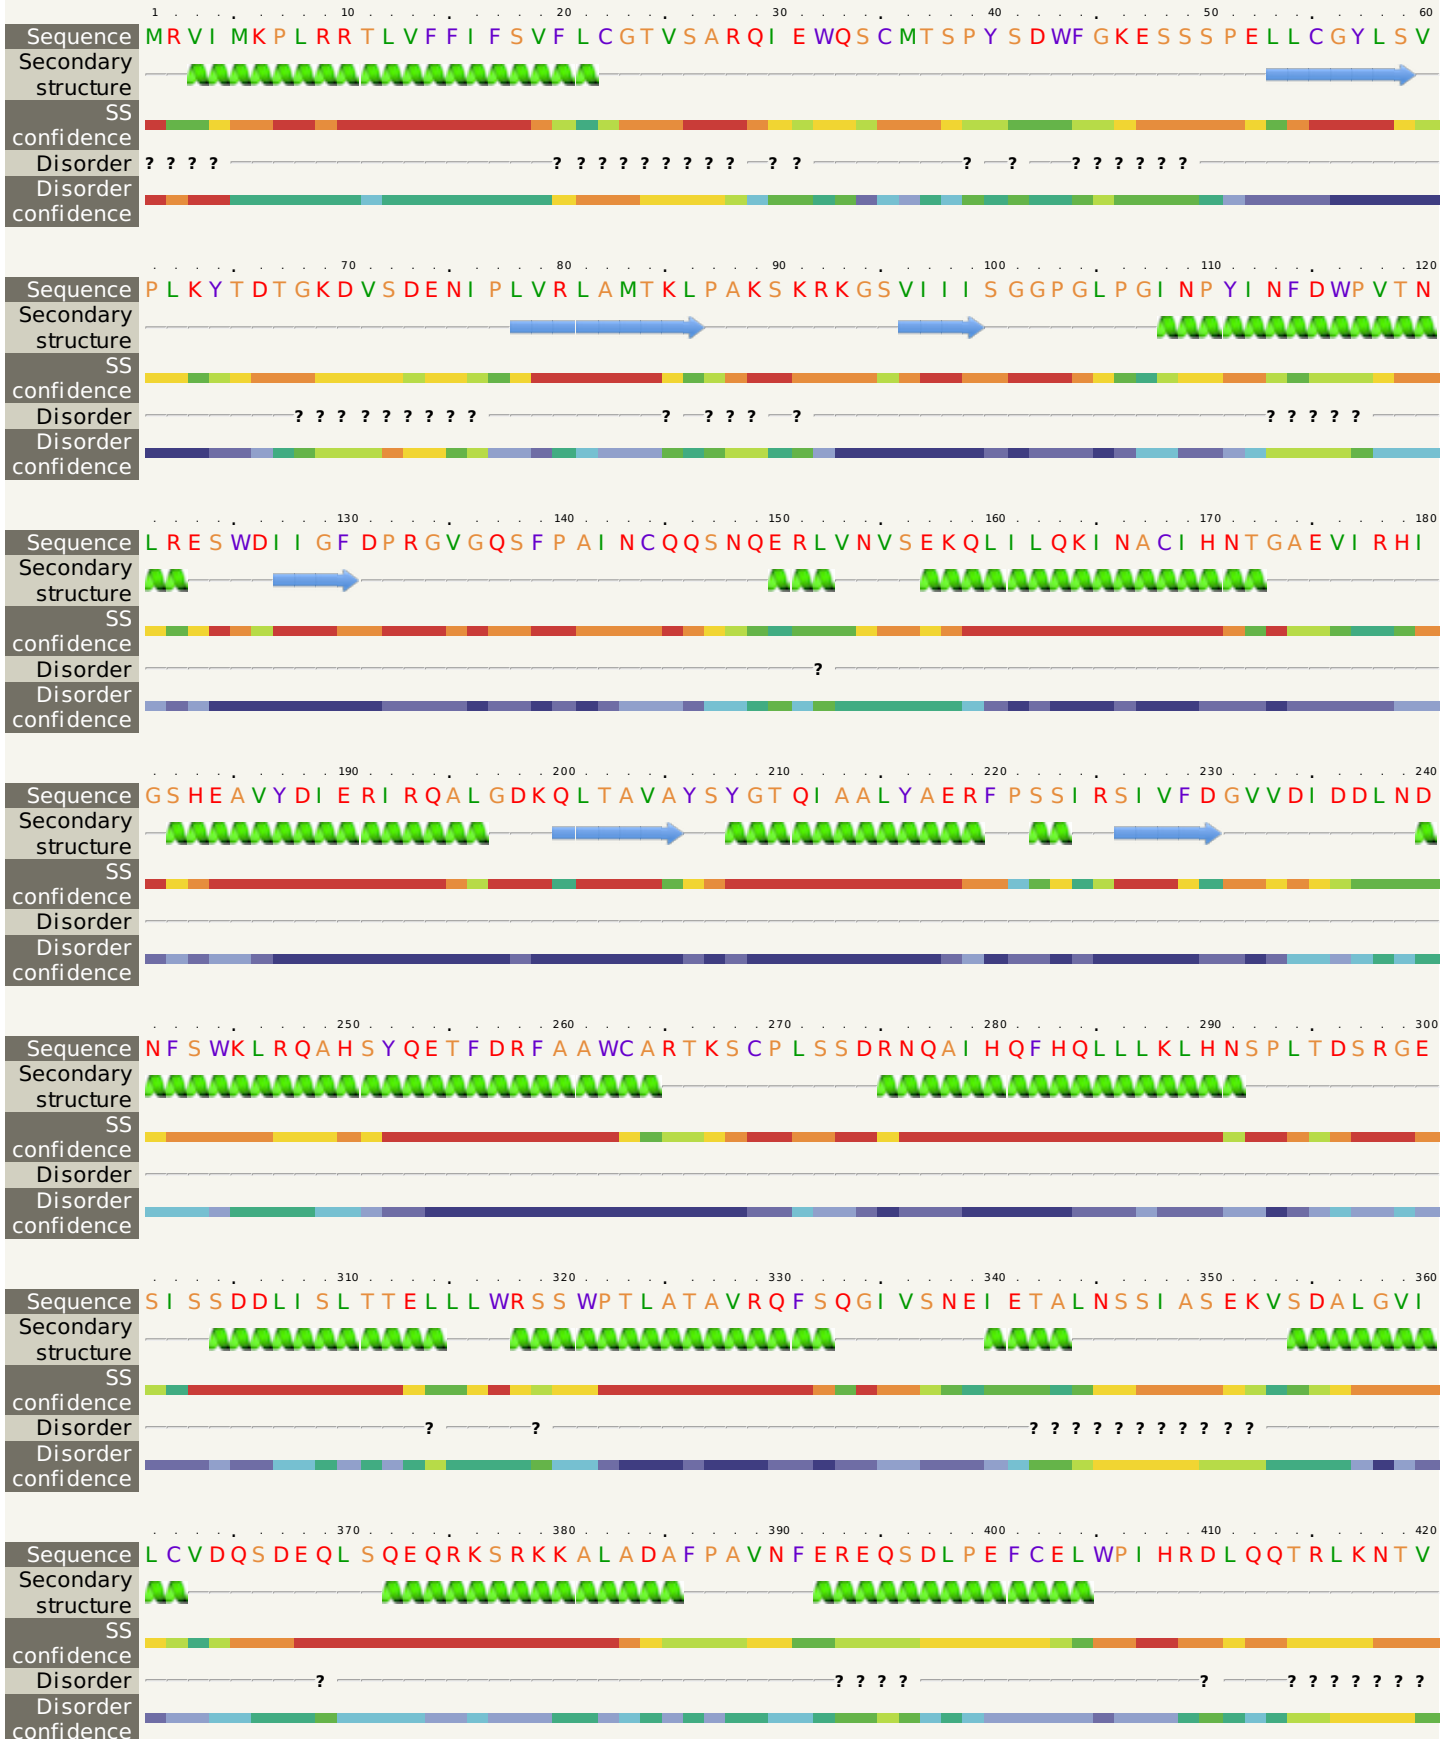 1 10 20 30 40 50 60
Sequence MRVIMKPLRRTLVFFIFSVFLCGTVSARQIEWQSCMTSPYSDWFGKESSSPELLCGYLSV
Secondary
structure
SS
confidence
Disorder ? ? ? ? ? ? ? ? ? ? ? ? ? ? ? ? ? ? ? ? ? ? ? ?
Disorder
confidence
70 80 90 100 110 120
Sequence PLKYTDTGKDVSDENIPLVRLAMTKLPAKSKRKGSVIIISGGPGLPGINPYINFDWPVTN
Secondary
structure
SS
confidence
Disorder ? ? ? ? ? ? ? ? ? ? ? ? ? ? ? ? ? ? ? ?
Disorder
confidence
130 140 150 160 170 180
Sequence LRESWDIIGFDPRGVGQSFPAINCQQSNQERLVNVSEKQLILQKINACIHNTGAEVIRHI
Secondary
structure
SS
confidence
Disorder ?
Disorder
confidence
190 200 210 220 230 240
Sequence GSHEAVYDIERIRQALGDKQLTAVAYSYGTQIAALYAERFPSSIRSIVFDGVVDIDDLND
Secondary
structure
SS
confidence
Disorder
Disorder
confidence
250 260 270 280 290 300
Sequence NFSWKLRQAHSYQETFDRFAAWCARTKSCPLSSDRNQAIHQFHQLLLKLHNSPLTDSRGE
Secondary
structure
SS
confidence
Disorder
Disorder
confidence
310 320 330 340 350 360
Sequence SISSDDLISLTTELLLWRSSWPTLATAVRQFSQGIVSNEIETALNSSIASEKVSDALGVI
Secondary
structure
SS
confidence
Disorder ? ? ? ? ? ? ? ? ? ? ? ? ?
Disorder
confidence
370 380 390 400 410 420
Sequence LCVDQSDEQLSQEQRKSRKKALADAFPAVNFEREQSDLPEFCELWPIHRDLQQTRLKNTV
Secondary
structure
SS
confidence
Disorder ? ? ? ? ? ? ? ? ? ? ? ? ?
Disorder
confidence